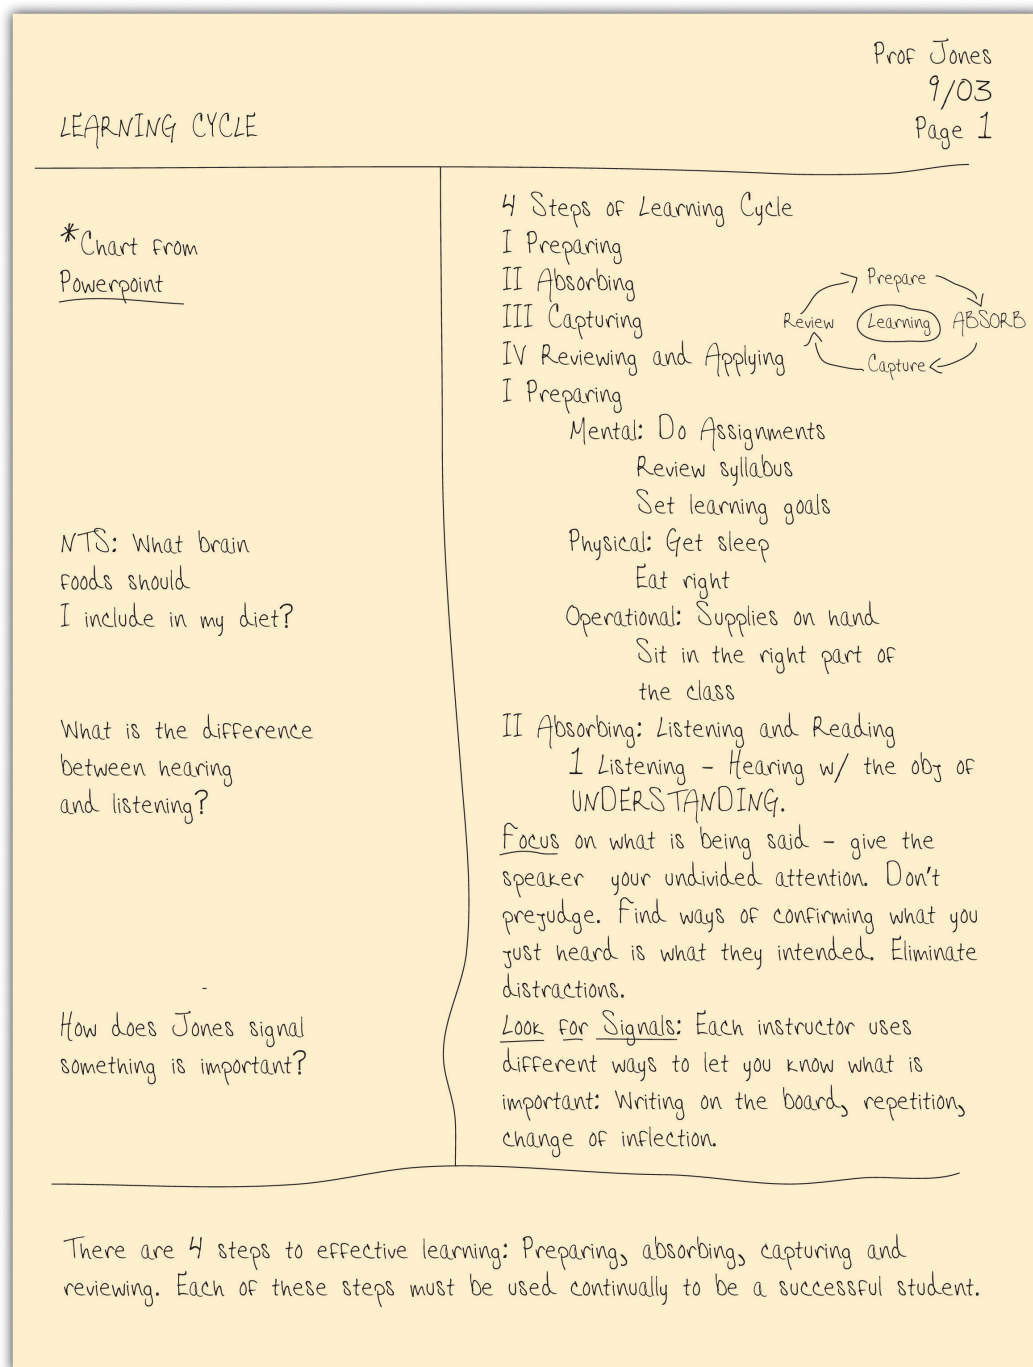 Prof Jones
9/03
LEARNING CYCLE
Page 1
*Chart from
Powerpoint
NTS: What brain
foods should
I include in my diet?
What is the difference
between hearing
and listening?
How does Jones signal
something is important?
4 Steps of Learning Cycle
I Preparing
II Absorbing
III Capturing
IV Reviewing and Applying
Prepare
Review
Learning
ABSORB
Capture
I Preparing
Mental: Do Assignments
Review syllabus
Set learning goals
Physical: Get sleep
Eat right
Operational: Supplies on hand
Sit in the right part of
the class
II Absorbing: Listening and Reading
1 Listening - Hearing w/ the obj of
UNDERSTANDING.
Focus on what is being said - give the
speaker your undivided attention. Don't
prejudge. Find ways of confirming what you
just heard is what they intended. Eliminate
distractions.
Look for Signals: Each instructor uses
different ways to let you know what is
important: Writing on the board, repetition,
change of inflection.
There are 4 steps to effective learning: Preparing, absorbing, capturing and
reviewing. Each of these steps must be used continually to be a successful student.